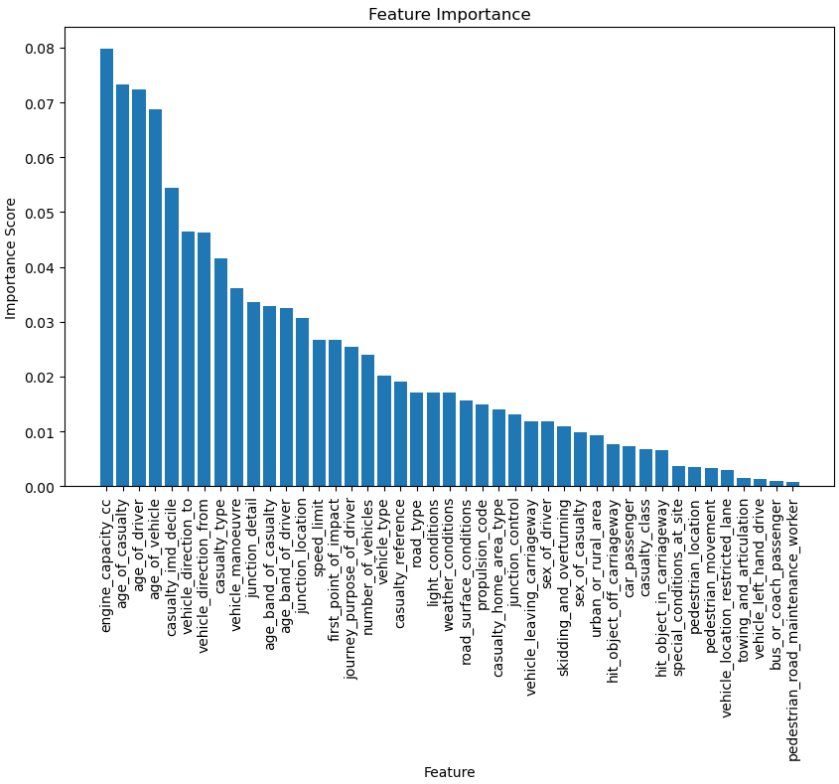 Feature Importance
0.08
0.07
0.06
0.05
0.04
0.03
0.02
0.01
0.00
Importance Score
engine_capacity_cc
age_of_casualty
age_of_driver
age_of_vehicle
casualty_imd_decile
vehicle_direction_to
vehicle_direction_from
casualty_type
vehicle_manoeuvre
junction_detail
age_band_of_casualty
age_band_of_driver
junction_location
speed_limit
first_point_of_impact
journey_purpose_of_driver
number_of_vehicles
vehicle_type
casualty_reference
road_type
light_conditions
weather_conditions
road_surface_conditions
propulsion_code
casualty_home_area_type
junction_control
vehicle_leaving_carriageway
sex_of_driver
skidding_and_overturning
sex_of_casualty
urban_or_rural_area
hit_object_off_carriageway
car_passenger
casualty_class
hit_object_in_carriageway
special_conditions_at_site
pedestrian_location
pedestrian_movement
vehicle_location_restricted_lane
towing_and_articulation
vehicle_left_hand_drive
bus_or_coach_passenger
pedestrian_road_maintenance_worker
Feature